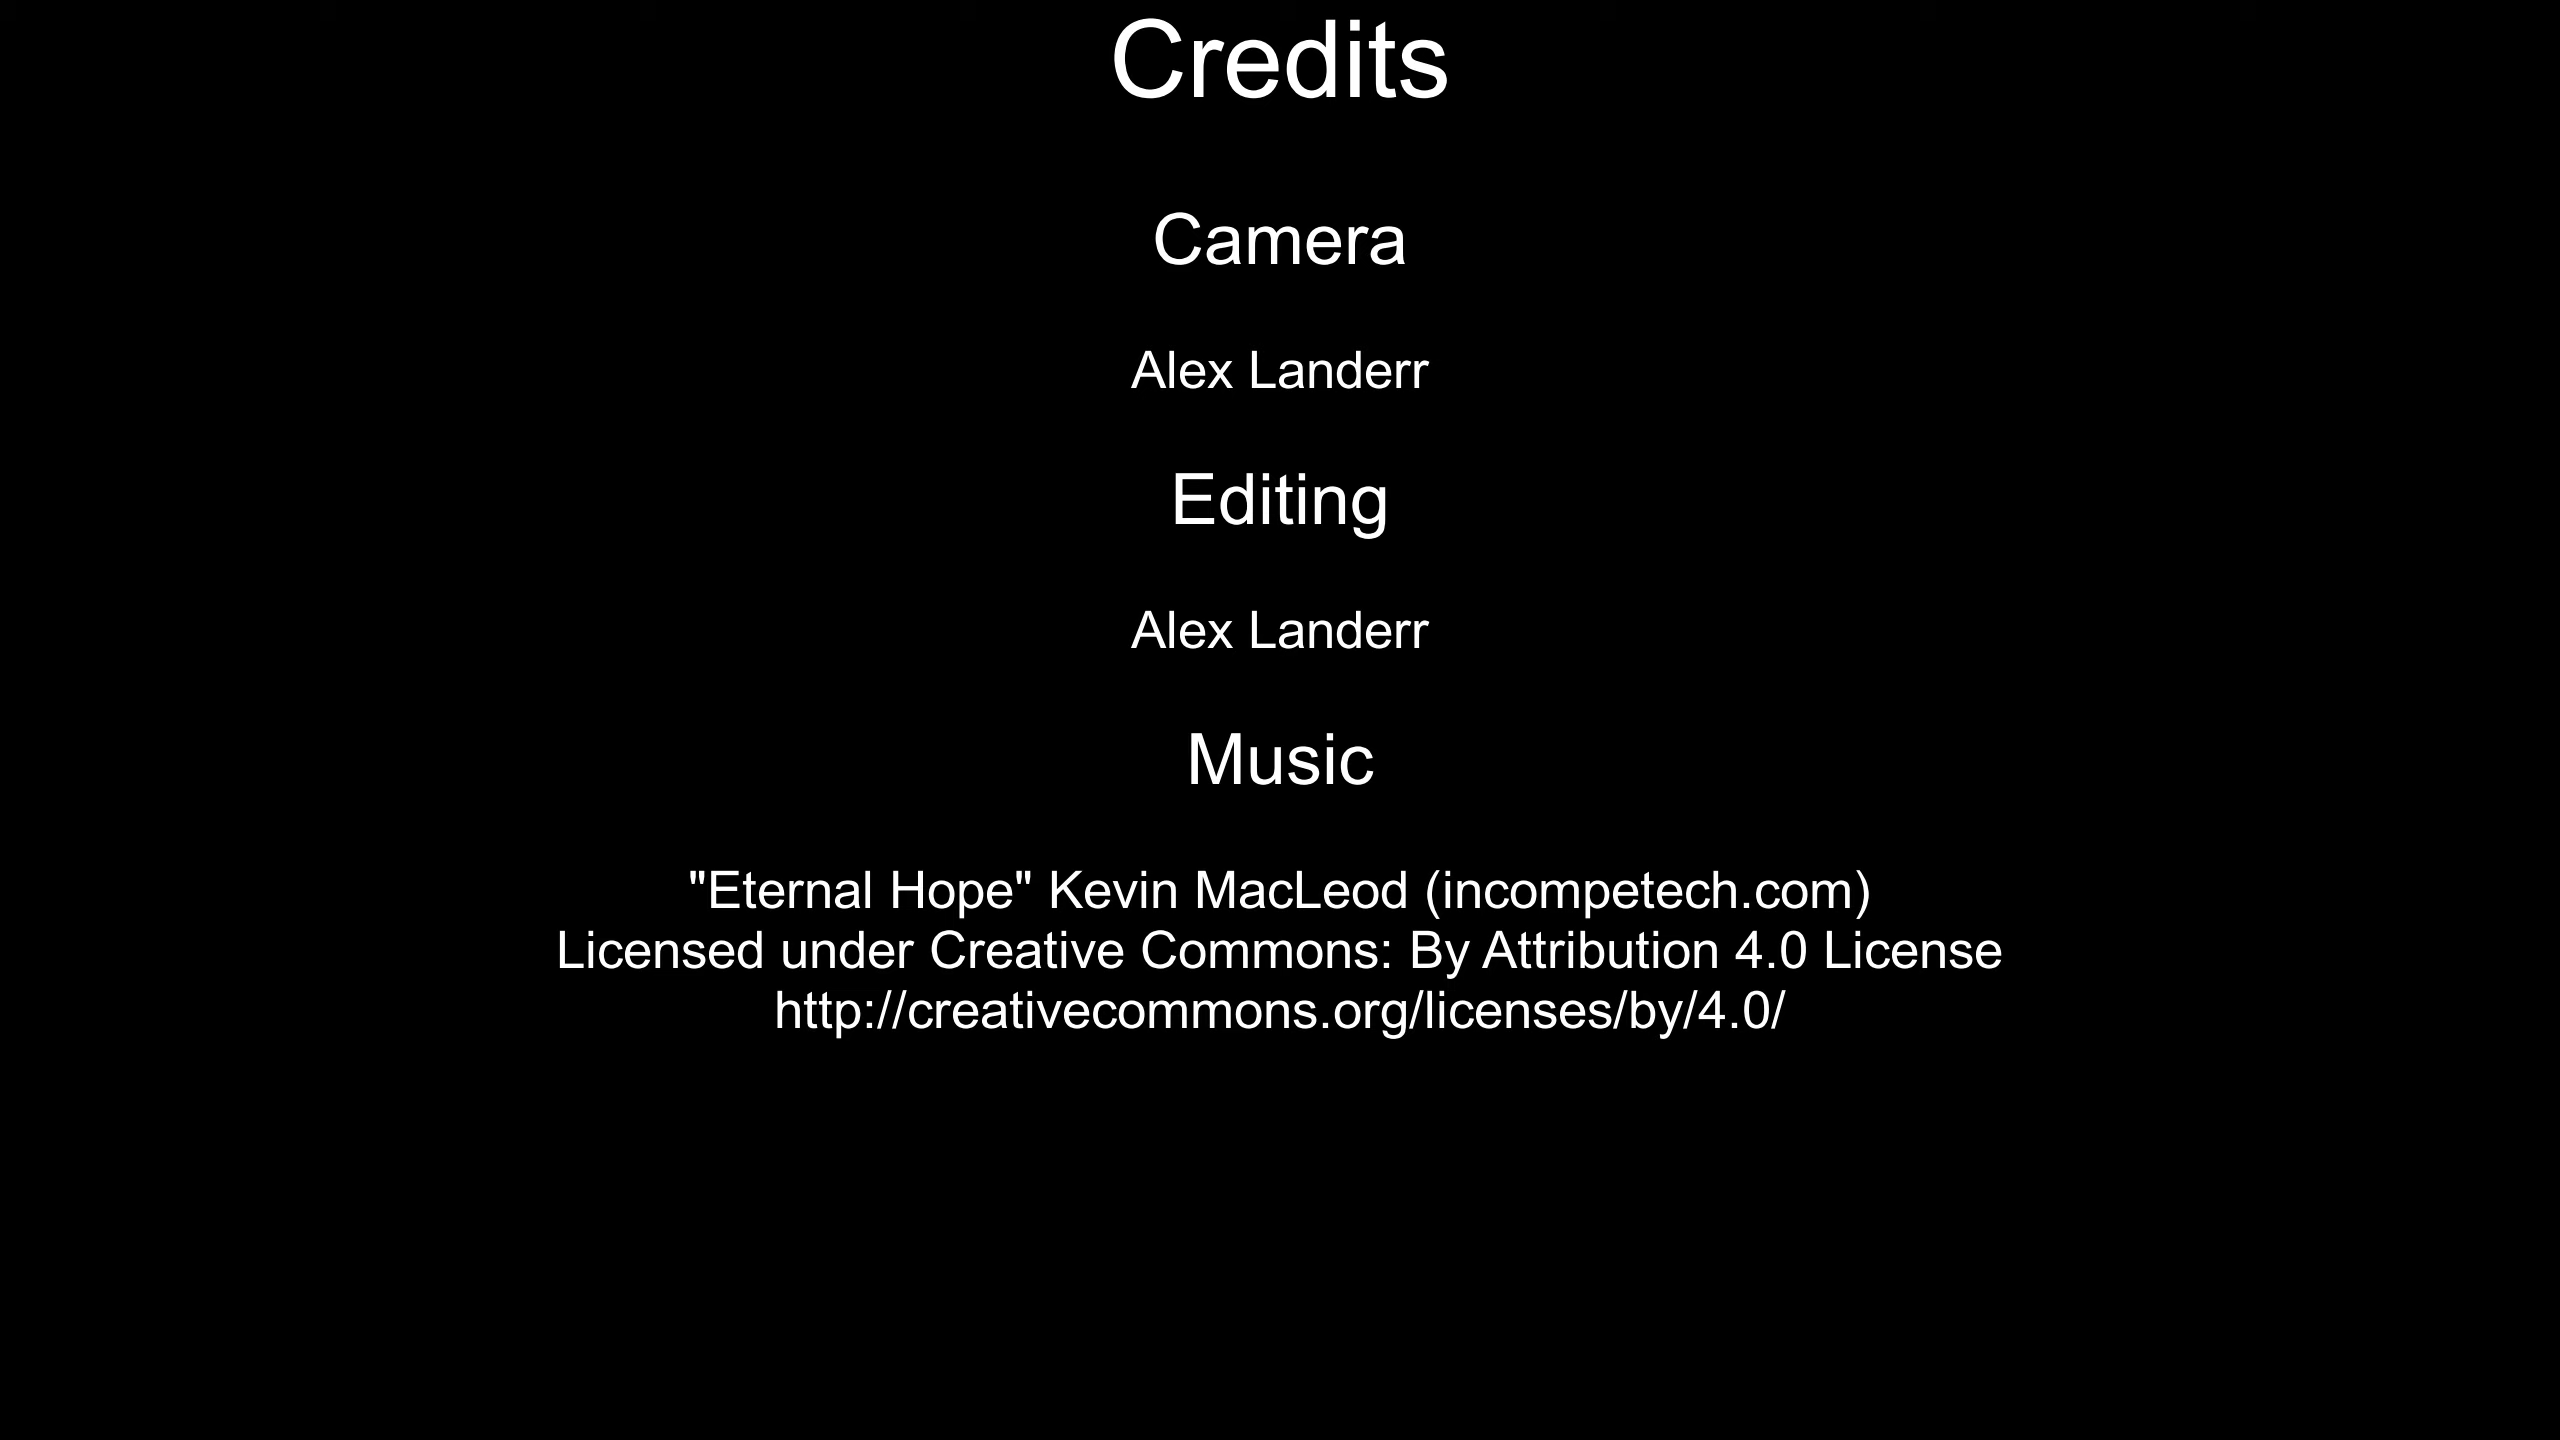 Credits
Camera
Alex Landerr
Editing
Alex Landerr
Music
"Eternal Hope" Kevin MacLeod (incompetech.com)
Licensed under Creative Commons: By Attribution 4.0 License
http://creativecommons.org/licenses/by/4.0/